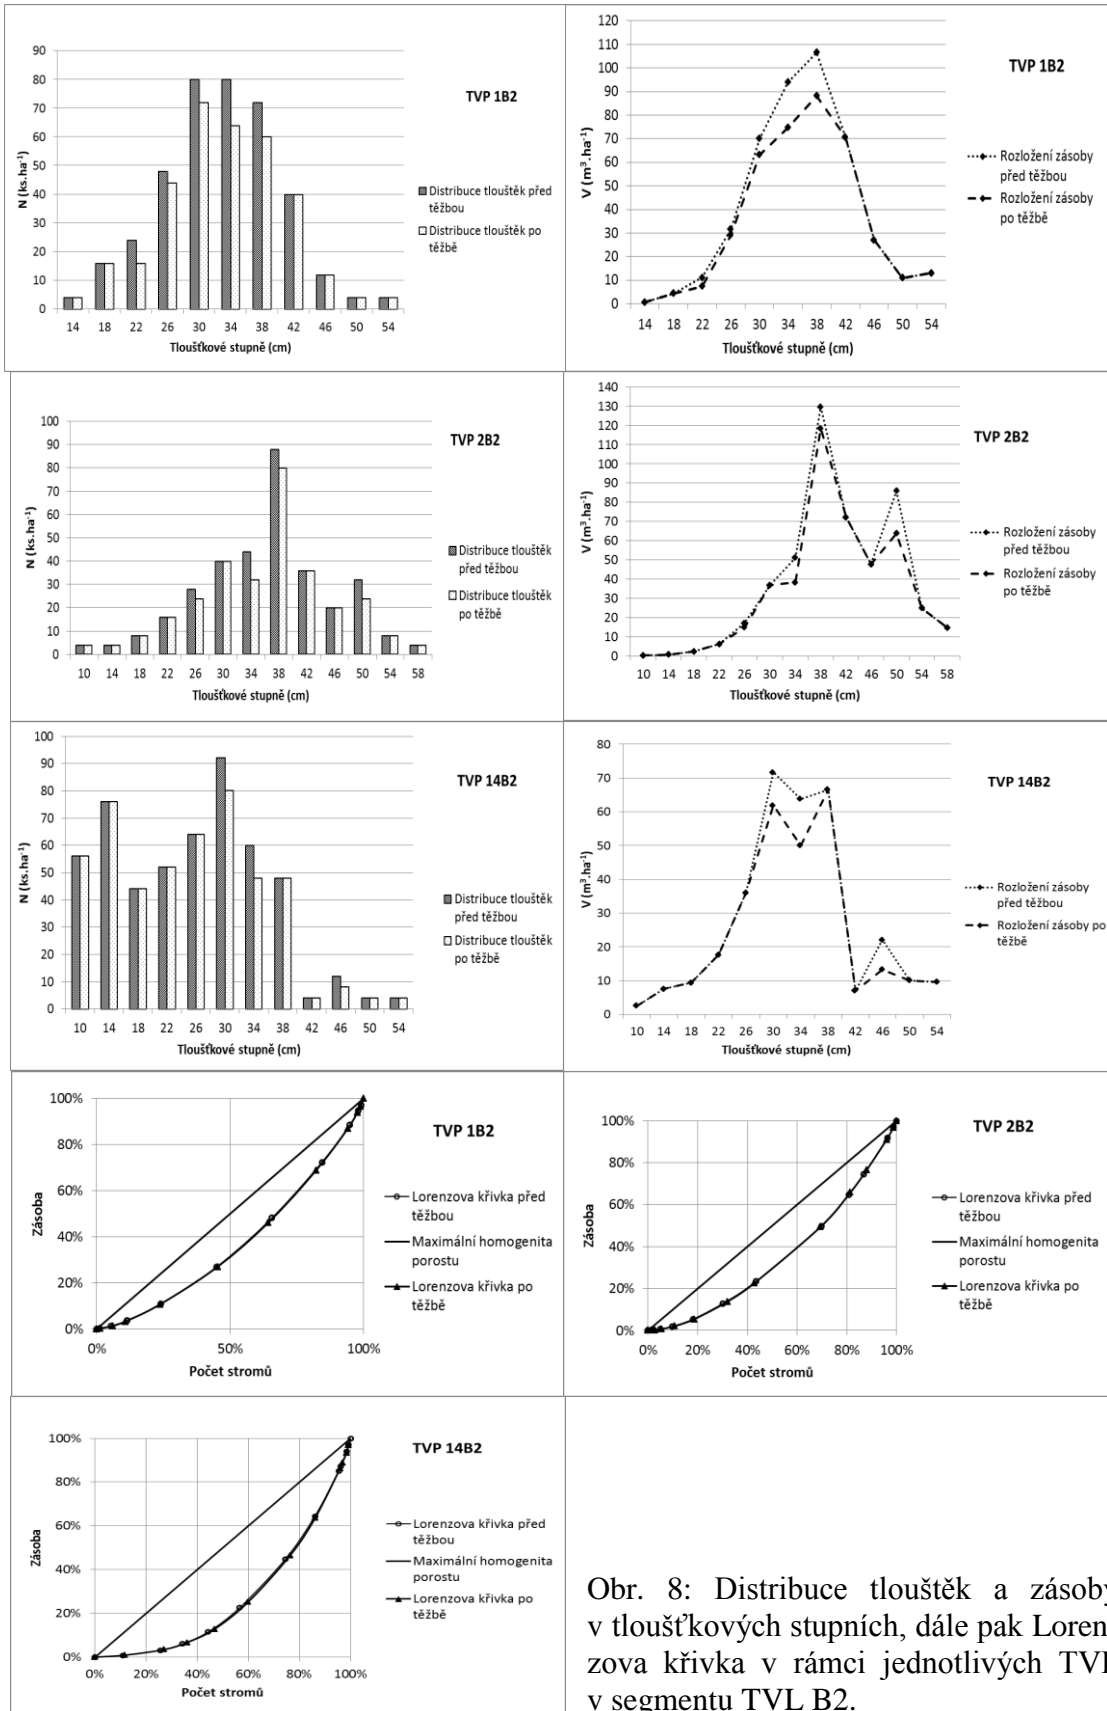 90
80
70
60
50
40
30
20
10
0
N (ks.ha⁻¹)
14 18 22 26 30 34 38 42 46 50 54
Tloušťkové stupně (cm)
TVP 1B2
Distribuce tlouštěk před
těžbou
Distribuce tlouštěk po
těžbě
120
110
100
90
80
70
60
50
40
30
20
10
0
V (m³.ha⁻¹)
14 18 22 26 30 34 38 42 46 50 54
Tloušťkové stupně (cm)
TVP 1B2
Rozložení zásoby
před těžbou
Rozložení zásoby
po těžbě
100
90
80
70
60
50
40
30
20
10
0
N (ks.ha⁻¹)
10 14 18 22 26 30 34 38 42 46 50 54 58
Tloušťkové stupně (cm)
TVP 2B2
Distribuce tlouštěk
před těžbou
Distribuce tlouštěk
po těžbě
140
130
120
110
100
90
80
70
60
50
40
30
20
10
0
V (m³.ha⁻¹)
10 14 18 22 26 30 34 38 42 46 50 54 58
Tloušťkové stupně (cm)
TVP 2B2
Rozložení zásoby
před těžbou
Rozložení zásoby
po těžbě
100
90
80
70
60
50
40
30
20
10
0
N (ks.ha⁻¹)
10 14 18 22 26 30 34 38 42 46 50 54
Tloušťkové stupně (cm)
TVP 14B2
Distribuce tlouštěk
před těžbou
Distribuce tlouštěk
po těžbě
80
70
60
50
40
30
20
10
0
V (m³.ha⁻¹)
10 14 18 22 26 30 34 38 42 46 50 54
Tloušťkové stupně (cm)
TVP 14B2
Rozložení zásoby
před těžbou
Rozložení zásoby po
těžbě
100%
80%
60%
40%
20%
0%
Zásoba
0% 50% 100%
Počet stromů
TVP 1B2
Lorenzova křivka před
těžbou
Maximální homogenita
porostu
Lorenzova křivka po
těžbě
100%
80%
60%
40%
20%
0%
Zásoba
0% 20% 40% 60% 80% 100%
Počet stromů
TVP 2B2
Lorenzova křivka před
těžbou
Maximální homogenita
porostu
Lorenzova křivka po
těžbě
100%
80%
60%
40%
20%
0%
Zásoba
0% 20% 40% 60% 80% 100%
Počet stromů
TVP 14B2
Lorenzova křivka před
těžbou
Maximální homogenita
porostu
Lorenzova křivka po
těžbě
Obr. 8: Distribuce tlouštěk a zásoby
v tloušťkových stupních, dále pak Loren
zova křivka v rámci jednotlivých TVP
v segmentu TVL B2.